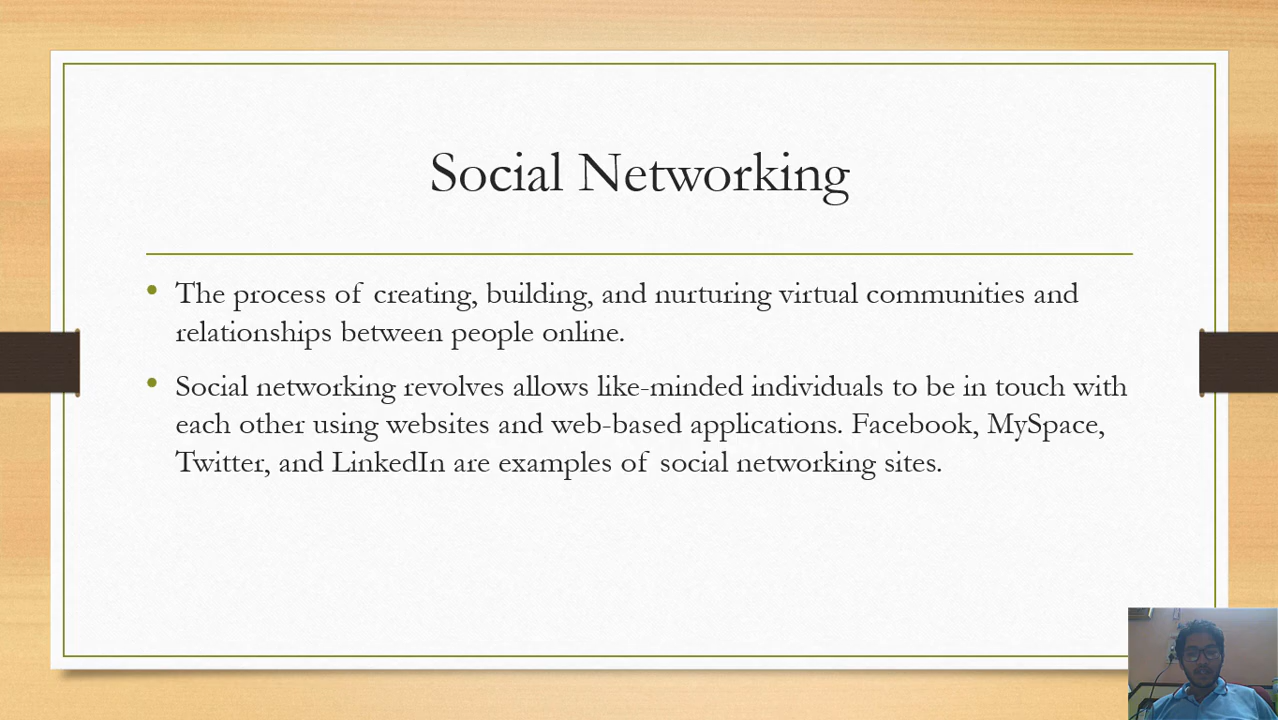 Social Networking
• The process of creating, building, and nurturing virtual communities and
relationships between people online.
• Social networking revolves allows like-minded individuals to be in touch with
each other using websites and web-based applications. Facebook, MySpace,
Twitter, and LinkedIn are examples of social networking sites.